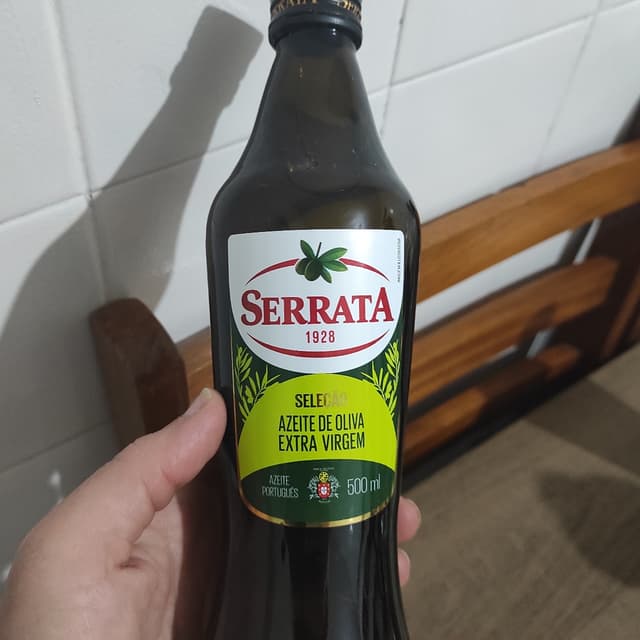 SERRATA
1928
SELEÇÃO
AZEITE DE OLIVA
EXTRA VIRGEM
AZEITE
PORTUGUÊS
500 ml